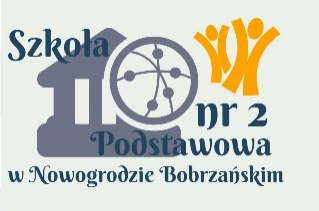 Szkoła
nr 2
Podstawowa
w Nowogrodzie Bobrzańskim